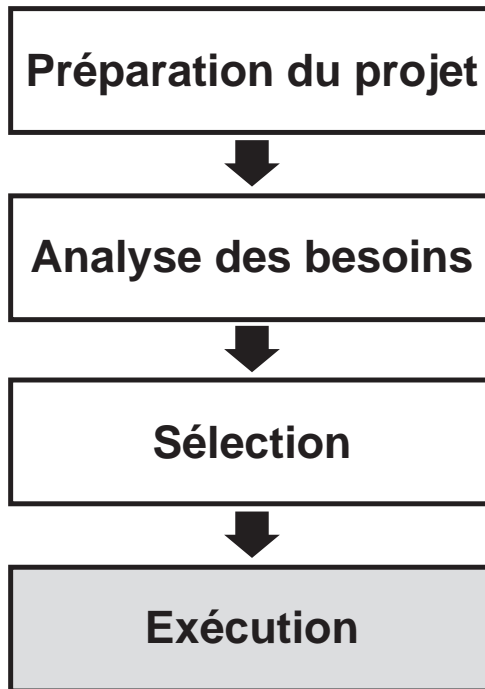 Préparation du projet
Analyse des besoins
Sélection
Exécution